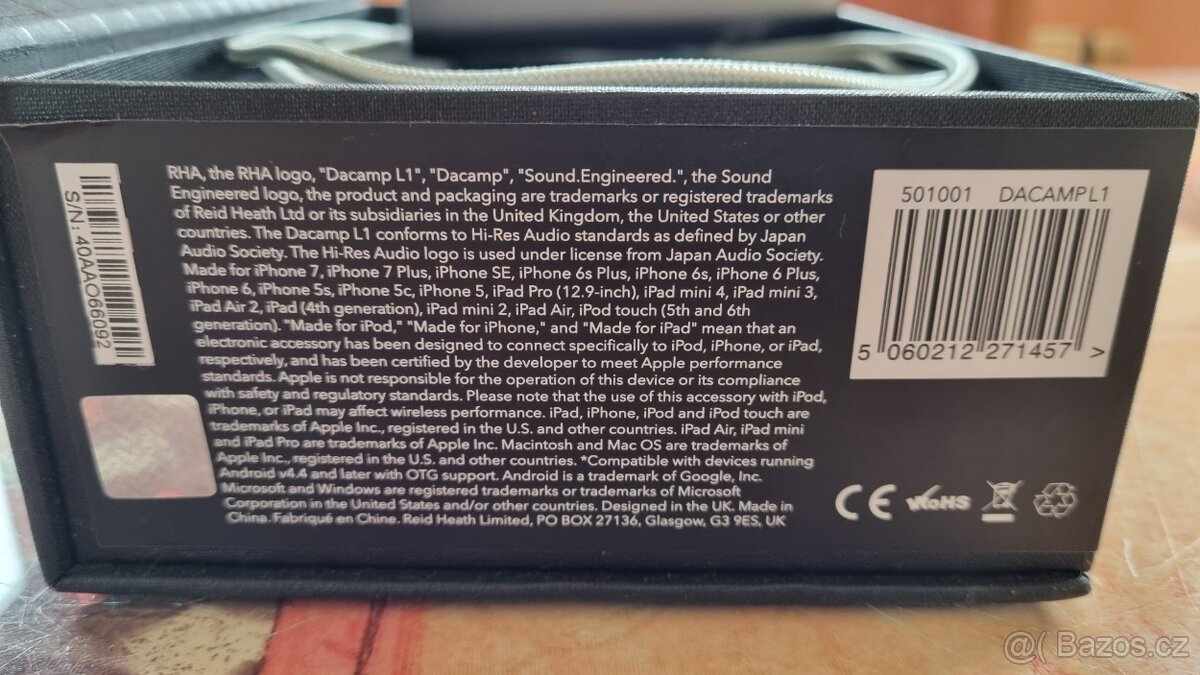 S/N: 40AAO66092
RHA, the RHA logo, "Dacamp L1", "Dacamp", "Sound.Engineered.", the Sound
Engineered logo, the product and packaging are trademarks or registered trademarks
of Reid Heath Ltd or its subsidiaries in the United Kingdom, the United States or other
countries. The Dacamp L1 conforms to Hi-Res Audio standards as defined by Japan
Audio Society. The Hi-Res Audio logo is used under license from Japan Audio Society.
Made for iPhone 7, iPhone 7 Plus, iPhone SE, iPhone 6s Plus, iPhone 6s, iPhone 6 Plus,
iPhone 6, iPhone 5s, iPhone 5c, iPhone 5, iPad Pro (12.9-inch), iPad mini 4, iPad mini 3,
iPad Air 2, iPad (4th generation), iPad mini 2, iPad Air, iPod touch (5th and 6th
generation). "Made for iPod," "Made for iPhone," and "Made for iPad" mean that an
electronic accessory has been designed to connect specifically to iPod, iPhone, or iPad,
respectively, and has been certified by the developer to meet Apple performance
standards. Apple is not responsible for the operation of this device or its compliance
with safety and regulatory standards. Please note that the use of this accessory with iPod,
iPhone, or iPad may affect wireless performance. iPad, iPhone, iPod and iPod touch are
trademarks of Apple Inc., registered in the U.S. and other countries. iPad Air, iPad mini
and iPad Pro are trademarks of Apple Inc. Macintosh and Mac OS are trademarks of
Apple Inc., registered in the U.S. and other countries. *Compatible with devices running
Android v4.4 and later with OTG support. Android is a trademark of Google, Inc.
Microsoft and Windows are registered trademarks or trademarks of Microsoft
Corporation in the United States and/or other countries. Designed in the UK. Made in
China. Fabriqué en Chine. Reid Heath Limited, PO BOX 27136, Glasgow, G3 9ES, UK
501001 DACAMPL1
5 060212 271457 >
CE RoHS
@( Bazos.cz